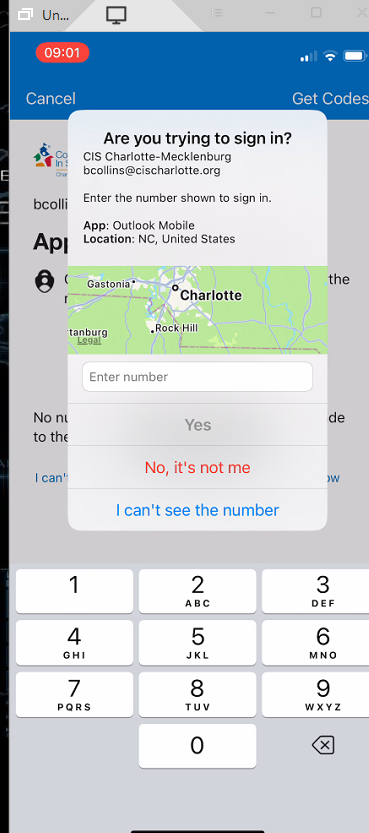 Un...
09:01
Cancel
Get Codes
Are you trying to sign in?
CIS Charlotte-Mecklenburg
bcollins@cischarlotte.org
Enter the number shown to sign in.
App: Outlook Mobile
Location: NC, United States
Gastonia
Charlotte
Rock Hill
tanburg
Legal
Enter number
Yes
No, it's not me
I can't see the number
Co
In S
Char
bcolli
App
the
No nu
de
to the
I can't
ow
1
2
ABC
3
DEF
4
GHI
5
JKL
6
MNO
7
PQRS
8
TUV
9
WXYZ
0